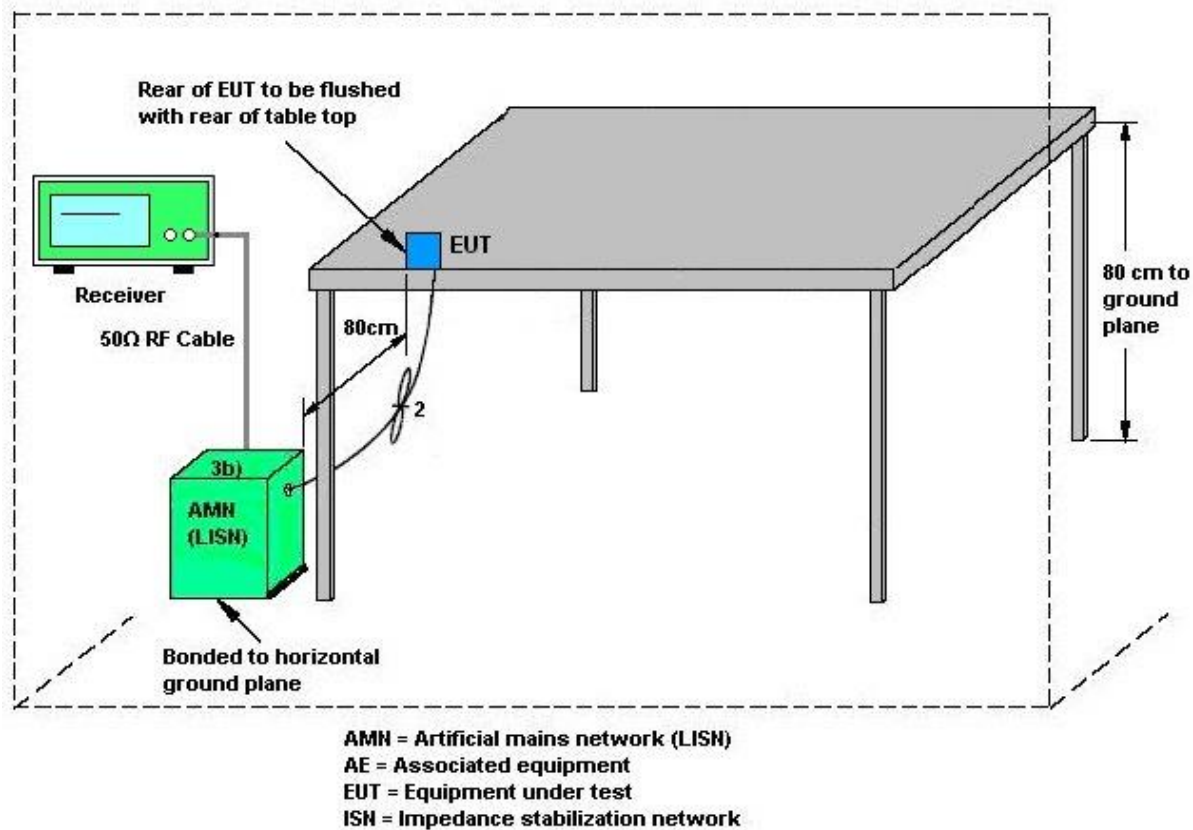 Rear of EUT to be flushed
with rear of table top
EUT
Receiver
50Ω RF Cable
80cm
80 cm to
ground
plane
2
3b)
AMN
(LISN)
Bonded to horizontal
ground plane
AMN = Artificial mains network (LISN)
AE = Associated equipment
EUT = Equipment under test
ISN = Impedance stabilization network